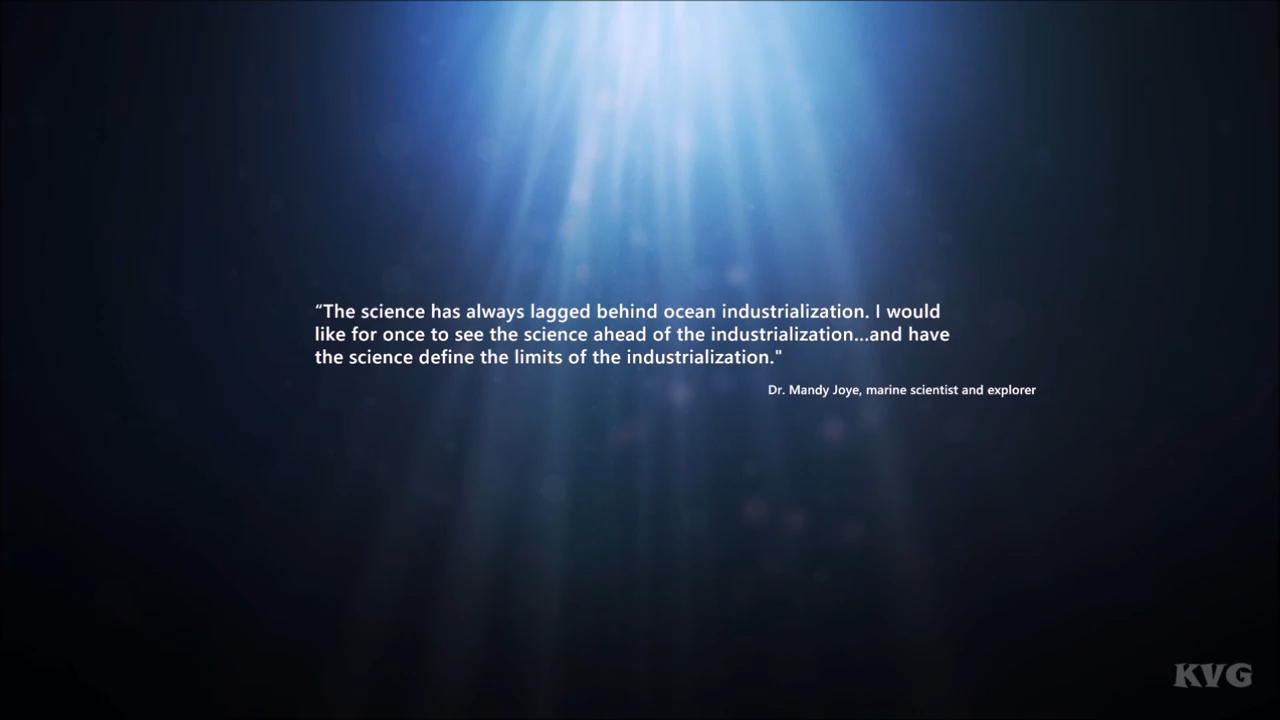 “The science has always lagged behind ocean industrialization. I would
like for once to see the science ahead of the industrialization...and have
the science define the limits of the industrialization."
Dr. Mandy Joye, marine scientist and explorer
KVG